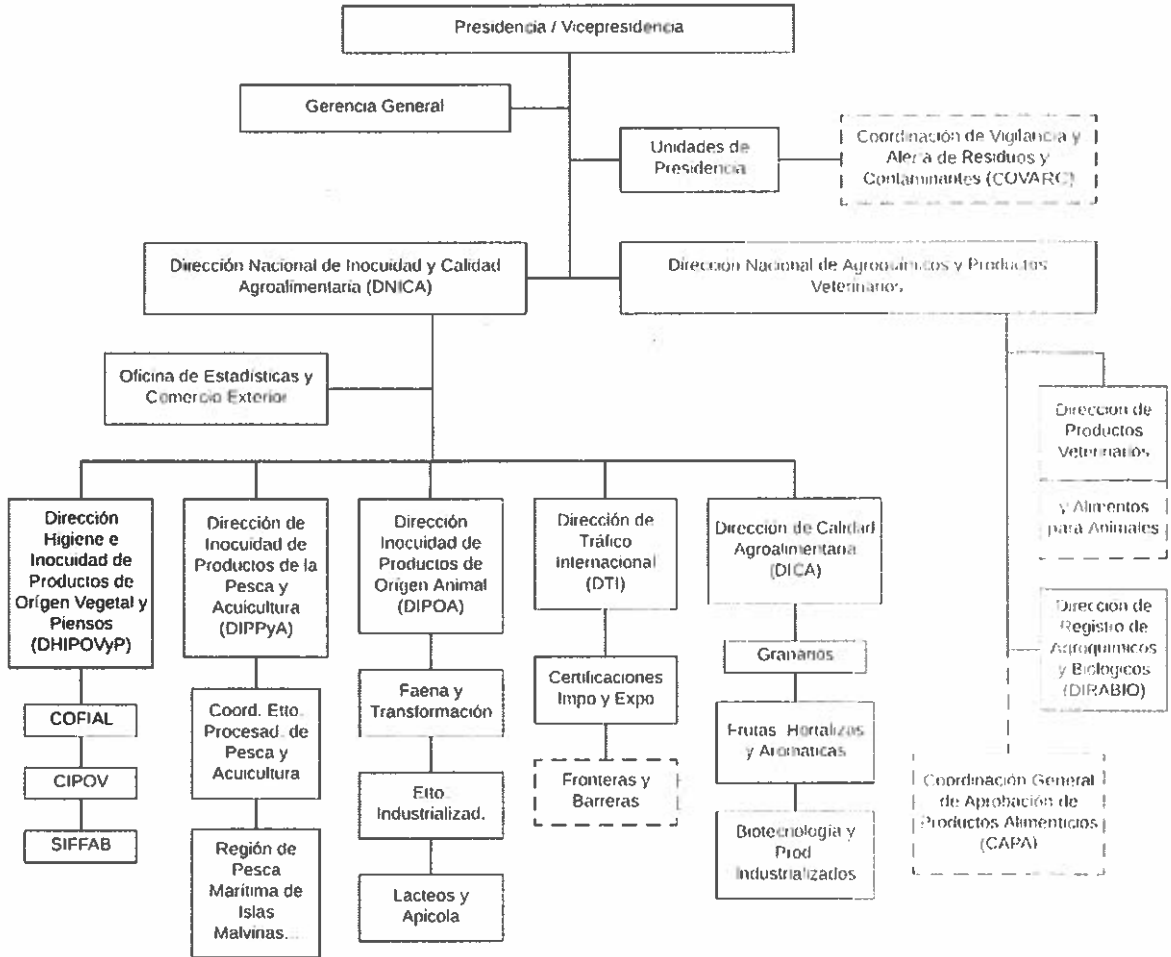 Presidencia / Vicepresidencia
Gerencia General
Unidades de
Presidencia
Coordinación de Vigilancia y
Alerta de Residuos y
Contaminantes (COVARC)
Dirección Nacional de Inocuidad y Calidad
Agroalimentaria (DNICA)
Dirección Nacional de Agroquímicos y Productos
Veterinarios
Oficina de Estadísticas y
Comercio Exterior
Dirección de
Productos
Veterinarios
y Alimentos
para Animales
Dirección
Higiene e
Inocuidad de
Productos de
Orígen Vegetal y
Piensos
(DHIPOVyP)
Dirección de
Inocuidad de
Productos de la
Pesca y
Acuicultura
(DIPPyA)
Dirección
Inocuidad de
Productos de
Orígen Animal
(DIPOA)
Dirección de
Tráfico
Internacional
(DTI)
Dirección de Calidad
Agroalimentaria
(DICA)
Dirección de
Registro de
Agroquímicos
y Biológicos
(DIRABIO)
COFIAL
CIPOV
SIFFAB
Coord. Etto.
Procesad. de
Pesca y
Acuicultura
Región de
Pesca
Marítima de
Islas
Malvinas...
Faena y
Transformación
Etto.
Industrializad.
Lacteos y
Apicola
Certificaciones
Impo y Expo
Fronteras y
Barreras
Granarios
Frutas Hortalizas
y Aromáticas
Biotecnología y
Prod
Industrializados
Coordinación General
de Aprobación de
Productos Alimenticios
(CAPA)